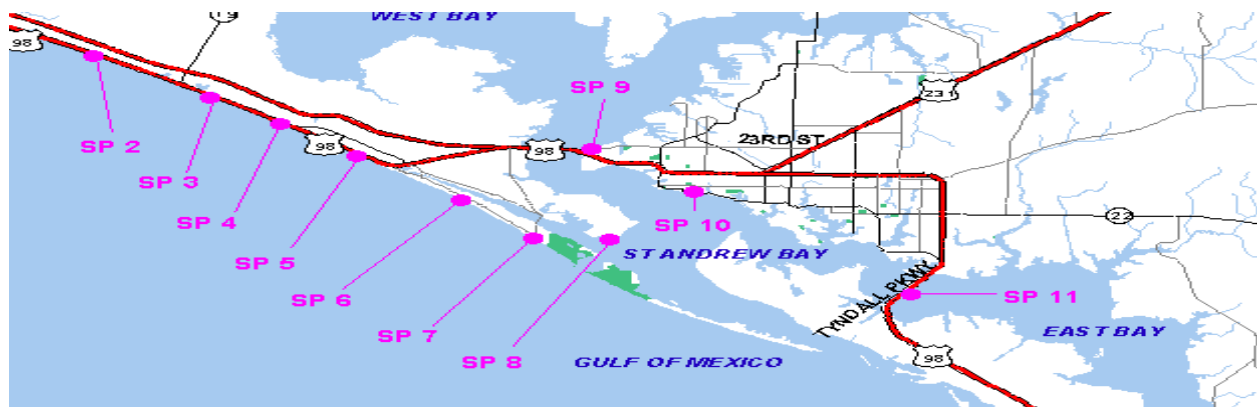 WEST BAY
19
98
SP 9
231
SP 2
23RD ST
98
98
SP 3
SP 4
SP 10
22
SP 5
ST ANDREW BAY
SP 6
TYNDALL PKWY
SP 11
SP 7
EAST BAY
SP 8
GULF OF MEXICO
98